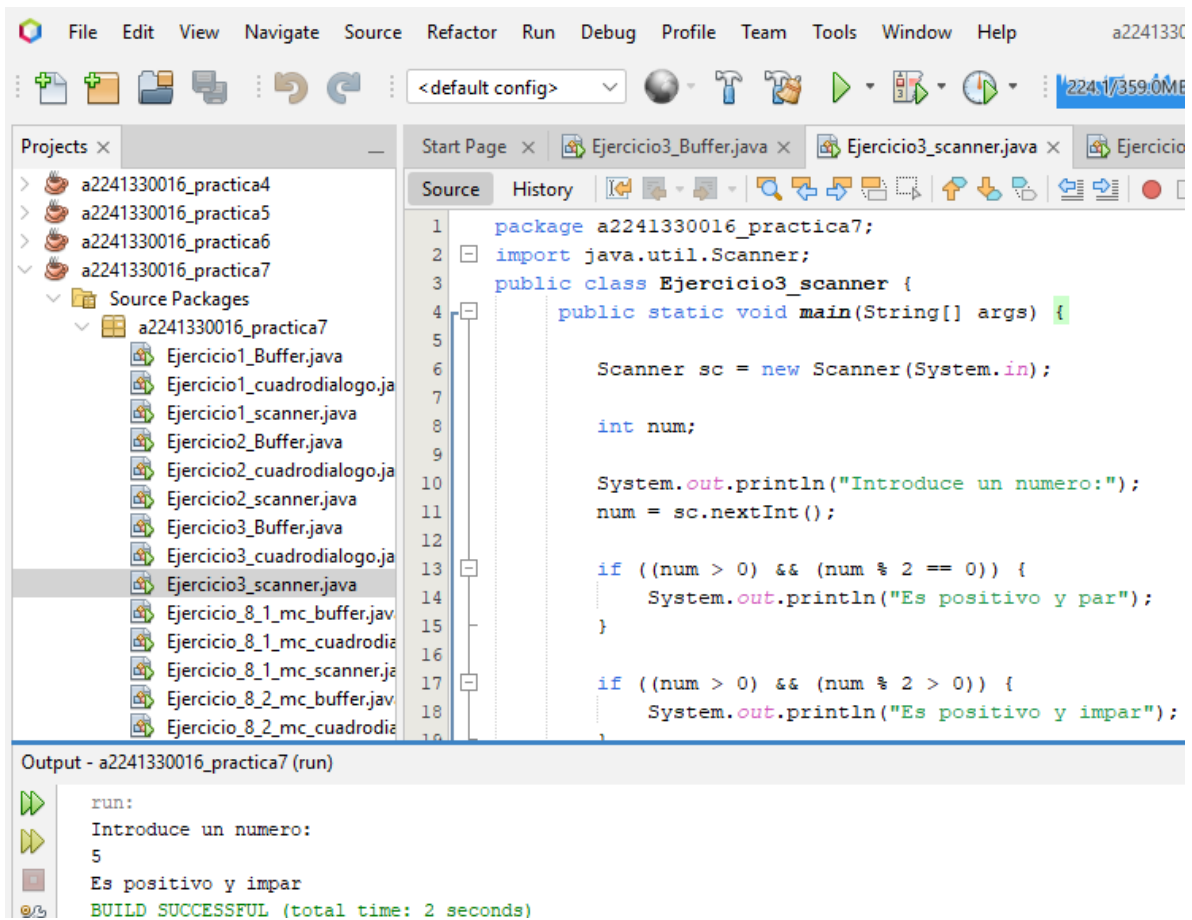 File Edit View Navigate Source Refactor Run Debug Profile Team Tools Window Help a2241330
<default config> 224.1/359.0MB
Projects
a2241330016_practica4
a2241330016_practica5
a2241330016_practica6
a2241330016_practica7
Source Packages
a2241330016_practica7
Ejercicio1_Buffer.java
Ejercicio1_cuadrodialogo.ja
Ejercicio1_scanner.java
Ejercicio2_Buffer.java
Ejercicio2_cuadrodialogo.ja
Ejercicio2_scanner.java
Ejercicio3_Buffer.java
Ejercicio3_cuadrodialogo.ja
Ejercicio3_scanner.java
Ejercicio_8_1_mc_buffer.jav
Ejercicio_8_1_mc_cuadrodia
Ejercicio_8_1_mc_scanner.ja
Ejercicio_8_2_mc_buffer.jav
Ejercicio_8_2_mc_cuadrodia
Start Page Ejercicio3_Buffer.java Ejercicio3_scanner.java Ejercicio
Source History
1 package a2241330016_practica7;
2 import java.util.Scanner;
3 public class Ejercicio3_scanner {
4 public static void main(String[] args) {
5
6 Scanner sc = new Scanner(System.in);
7
8 int num;
9
10 System.out.println("Introduce un numero:");
11 num = sc.nextInt();
12
13 if ((num > 0) && (num % 2 == 0)) {
14 System.out.println("Es positivo y par");
15 }
16
17 if ((num > 0) && (num % 2 > 0)) {
18 System.out.println("Es positivo y impar");
19 }
Output - a2241330016_practica7 (run)
run:
Introduce un numero:
5
Es positivo y impar
BUILD SUCCESSFUL (total time: 2 seconds)